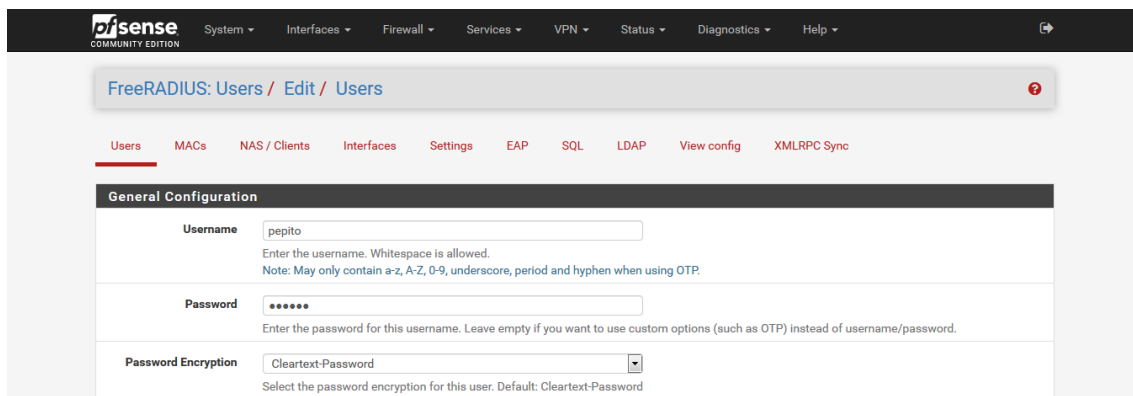 pfsense System Interfaces Firewall Services VPN Status Diagnostics Help
COMMUNITY EDITION
FreeRADIUS: Users / Edit / Users
Users MACs NAS / Clients Interfaces Settings EAP SQL LDAP View config XMLRPC Sync
General Configuration
Username pepito
Enter the username. Whitespace is allowed.
Note: May only contain a-z, A-Z, 0-9, underscore, period and hyphen when using OTP.
Password ●●●●●●
Enter the password for this username. Leave empty if you want to use custom options (such as OTP) instead of username/password.
Password Encryption Cleartext-Password
Select the password encryption for this user. Default: Cleartext-Password